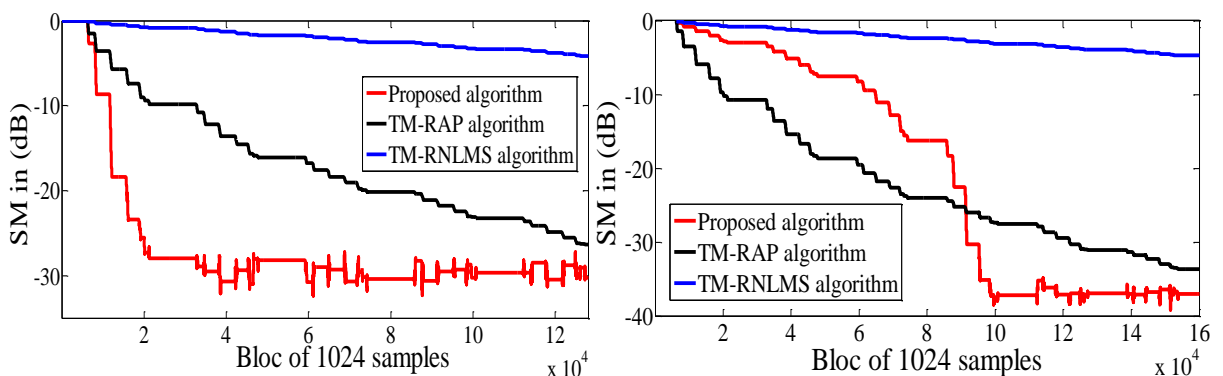 SM in (dB)
0
-10
-20
-30
Proposed algorithm
TM-RAP algorithm
TM-RNLMS algorithm
2 4 6 8 10 12
x 10^4
Bloc of 1024 samples
SM in (dB)
0
-10
-20
-30
-40
Proposed algorithm
TM-RAP algorithm
TM-RNLMS algorithm
2 4 6 8 10 12 14 16
x 10^4
Bloc of 1024 samples